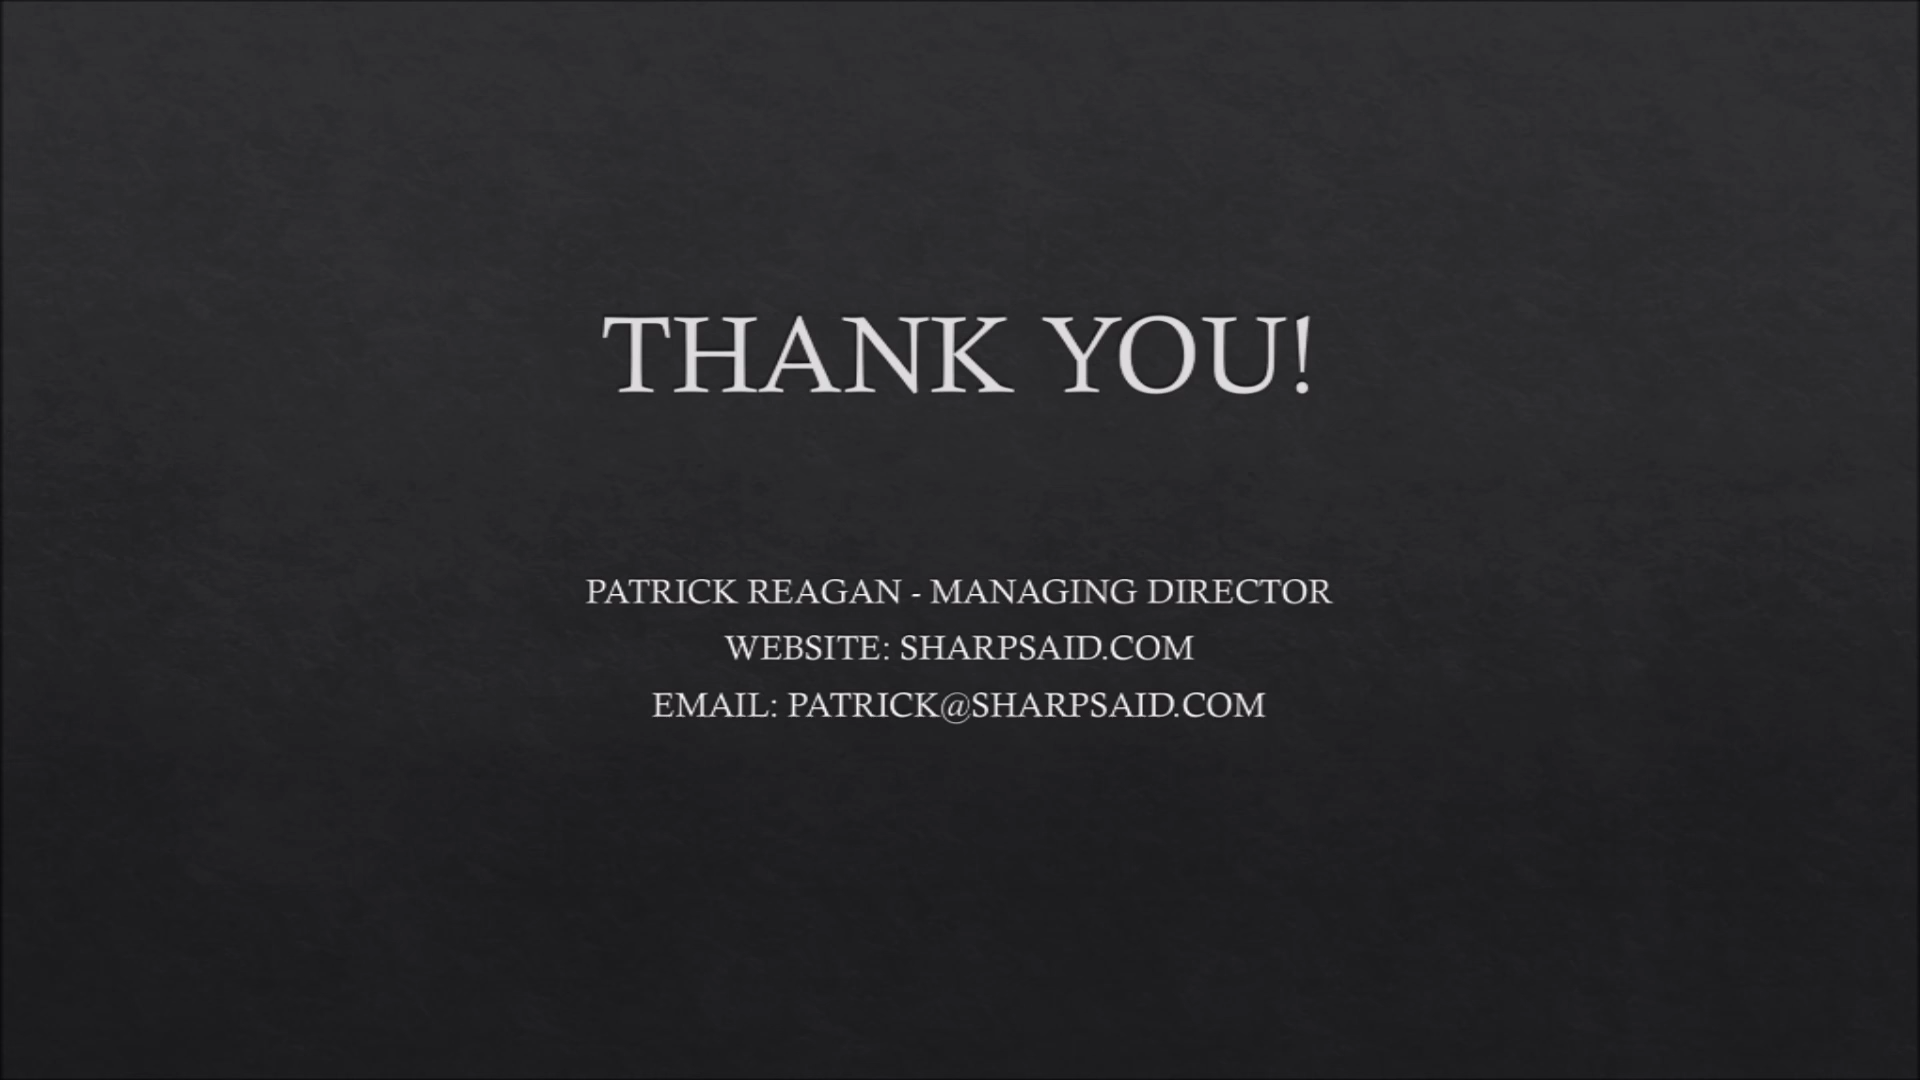 THANK YOU!
PATRICK REAGAN - MANAGING DIRECTOR
WEBSITE: SHARPSAID.COM
EMAIL: PATRICK@SHARPSAID.COM